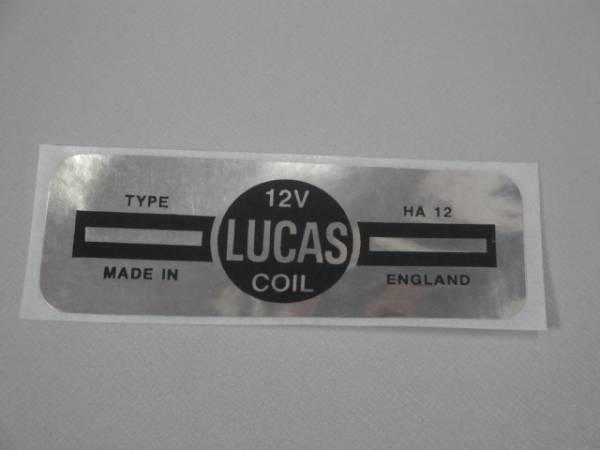 TYPE 12V HA 12
LUCAS
MADE IN COIL ENGLAND